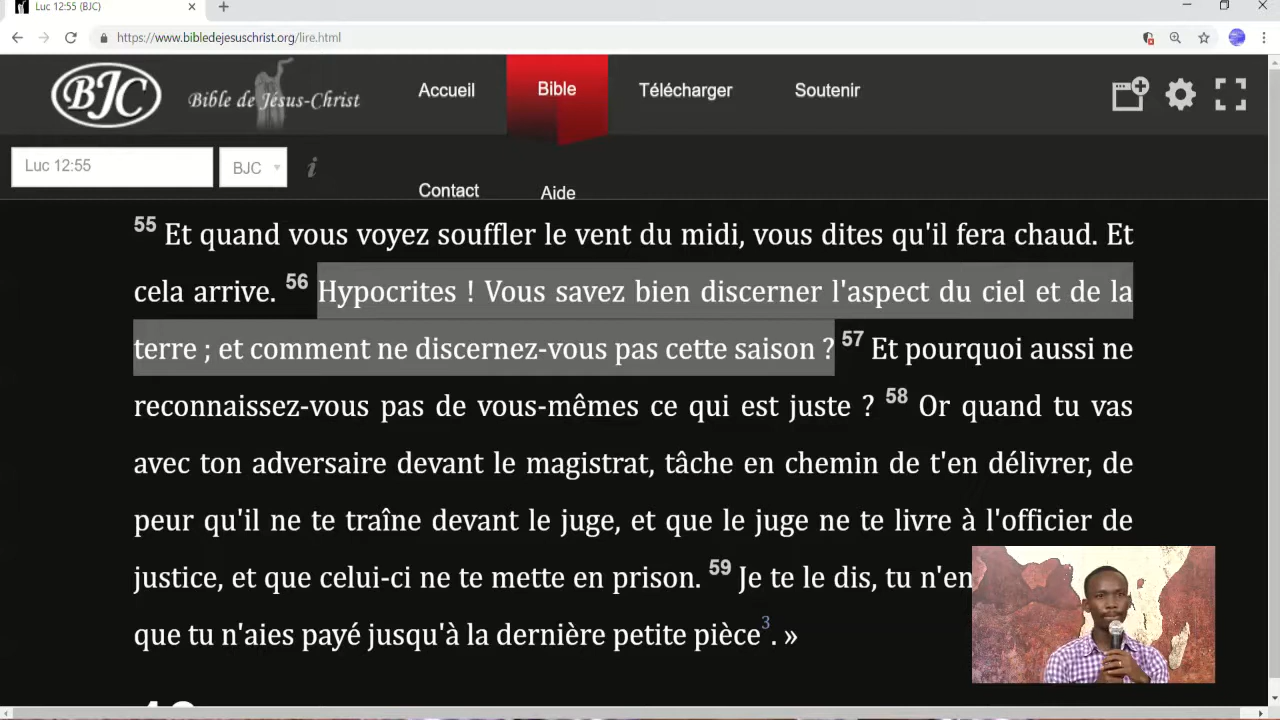 Luc 12:55 (BJC)
https://www.bibledejesuschrist.org/lire.html
BJC Bible de Jésus-Christ Accueil Bible Télécharger Soutenir
Luc 12:55 BJC i Contact Aide
55 Et quand vous voyez souffler le vent du midi, vous dites qu'il fera chaud. Et
cela arrive. 56 Hypocrites ! Vous savez bien discerner l'aspect du ciel et de la
terre ; et comment ne discernez-vous pas cette saison ? 57 Et pourquoi aussi ne
reconnaissez-vous pas de vous-mêmes ce qui est juste ? 58 Or quand tu vas
avec ton adversaire devant le magistrat, tâche en chemin de t'en délivrer, de
peur qu'il ne te traîne devant le juge, et que le juge ne te livre à l'officier de
justice, et que celui-ci ne te mette en prison. 59 Je te le dis, tu n'en
que tu n'aies payé jusqu'à la dernière petite pièce3. »